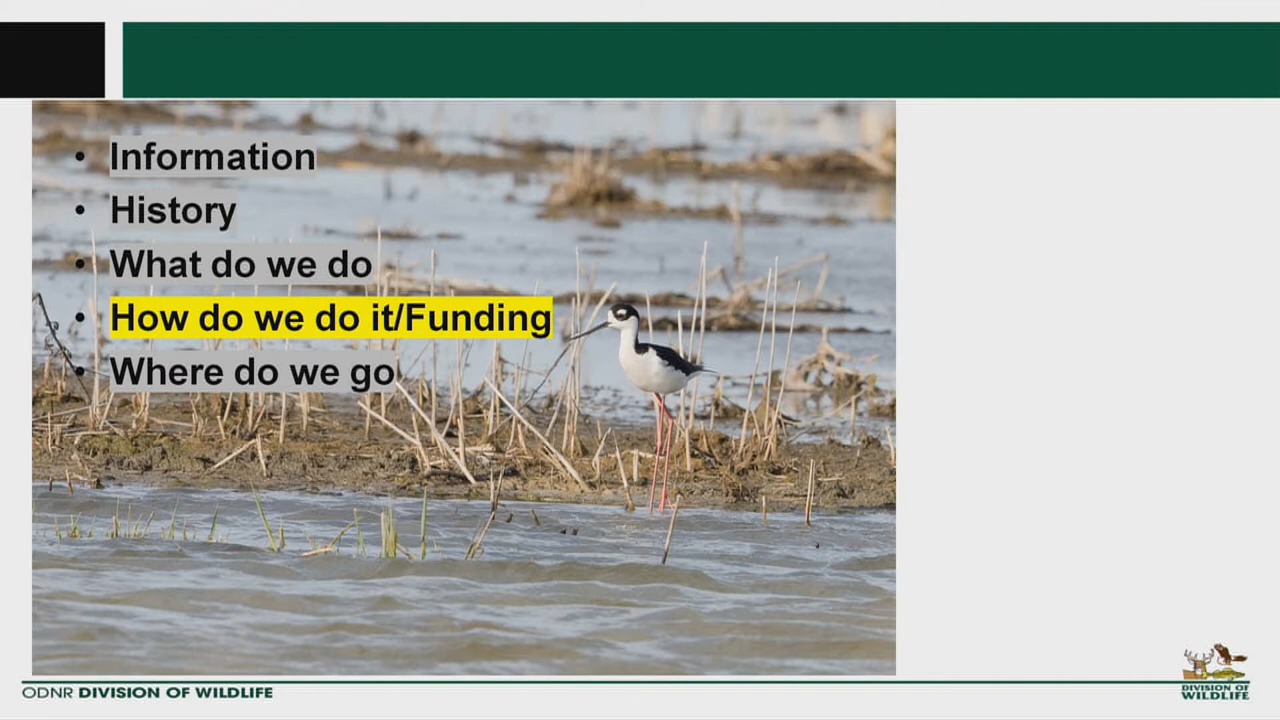 • Information
• History
• What do we do
• How do we do it/Funding
• Where do we go
ODNR DIVISION OF WILDLIFE
DIVISION OF
WILDLIFE